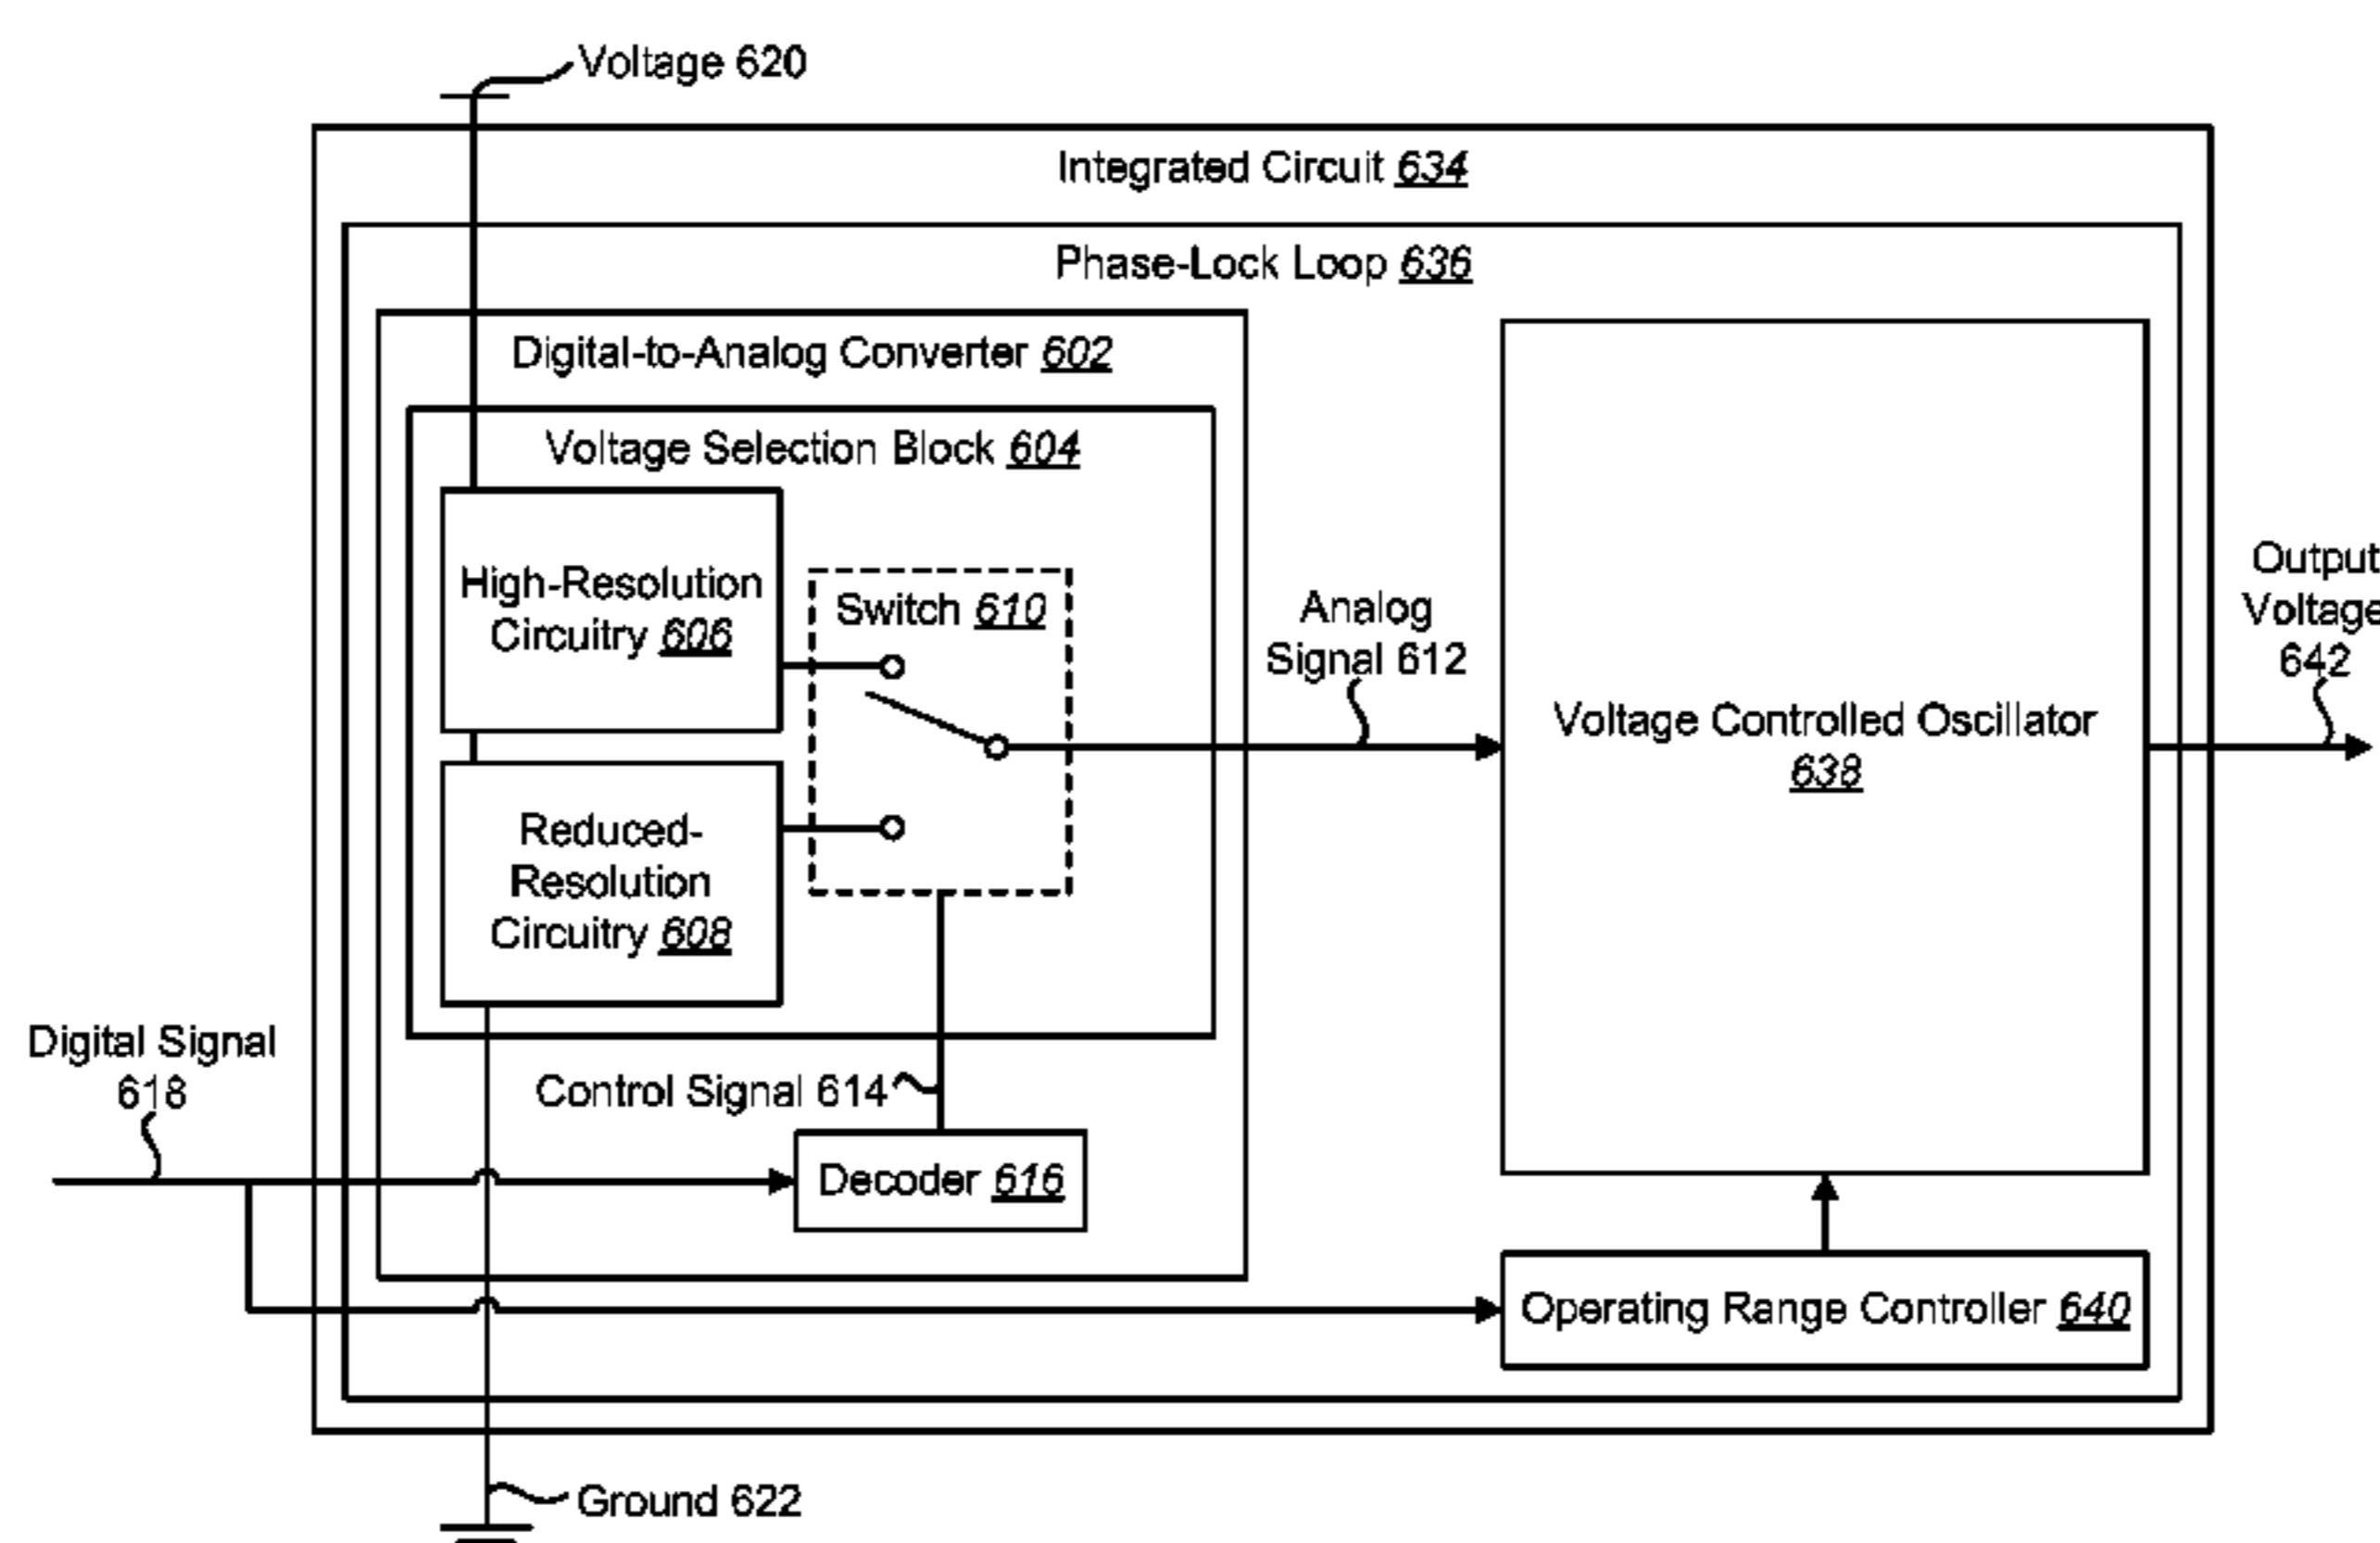 Voltage 620
Integrated Circuit 634
Phase-Lock Loop 636
Digital-to-Analog Converter 602
Voltage Selection Block 604
High-Resolution
Circuitry 606
Switch 610
Reduced-
Resolution
Circuitry 608
Analog
Signal 612
Voltage Controlled Oscillator
638
Output
Voltage
642
Digital Signal
618
Control Signal 614
Decoder 616
Operating Range Controller 640
Ground 622